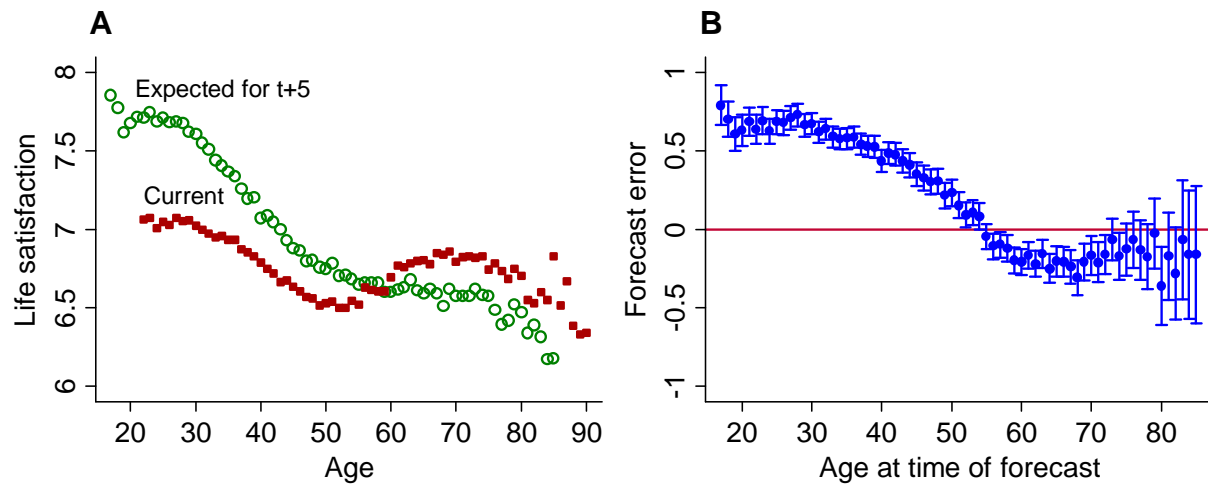 A
Expected for t+5
Current
Life satisfaction
8
7.5
7
6.5
6
20 30 40 50 60 70 80 90
Age
B
Forecast error
1
0.5
0
-0.5
-1
20 30 40 50 60 70 80
Age at time of forecast